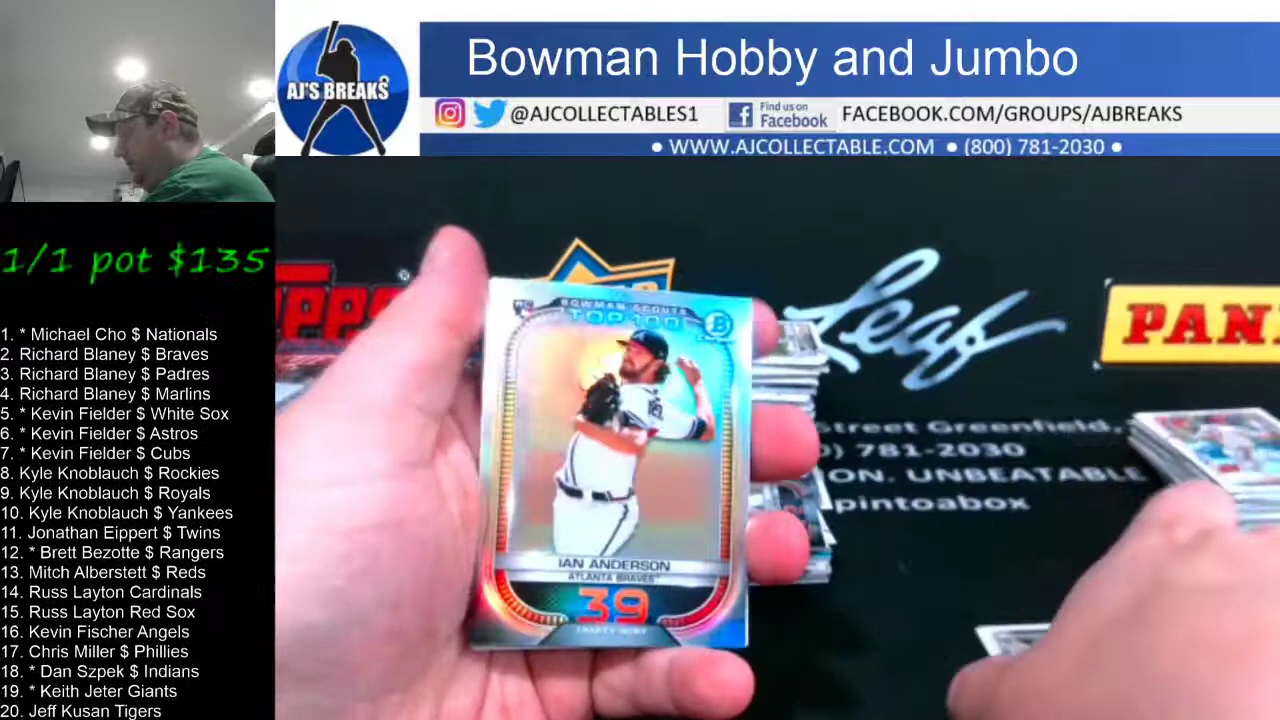 Bowman Hobby and Jumbo
AJ'S BREAKS
@AJCOLLECTABLES1
Find us on
Facebook
FACEBOOK.COM/GROUPS/AJBREAKS
• WWW.AJCOLLECTABLE.COM • (800) 781-2030 •
1/1 pot $135
1. * Michael Cho $ Nationals
2. Richard Blaney $ Braves
3. Richard Blaney $ Padres
4. Richard Blaney $ Marlins
5. * Kevin Fielder $ White Sox
6. * Kevin Fielder $ Astros
7. * Kevin Fielder $ Cubs
8. Kyle Knoblauch $ Rockies
9. Kyle Knoblauch $ Royals
10. Kyle Knoblauch $ Yankees
11. Jonathan Eippert $ Twins
12. * Brett Bezotte $ Rangers
13. Mitch Alberstett $ Reds
14. Russ Layton Cardinals
15. Russ Layton Red Sox
16. Kevin Fischer Angels
17. Chris Miller $ Phillies
18. * Dan Szpek $ Indians
19. * Keith Jeter Giants
20. Jeff Kusan Tigers
BOWMAN SCOUTS
TOP 100
IAN ANDERSON
ATLANTA BRAVES
39
Leaf
PAN
Street Greenfield,
781-2030
ON. UNBEATABLE
pintoabox